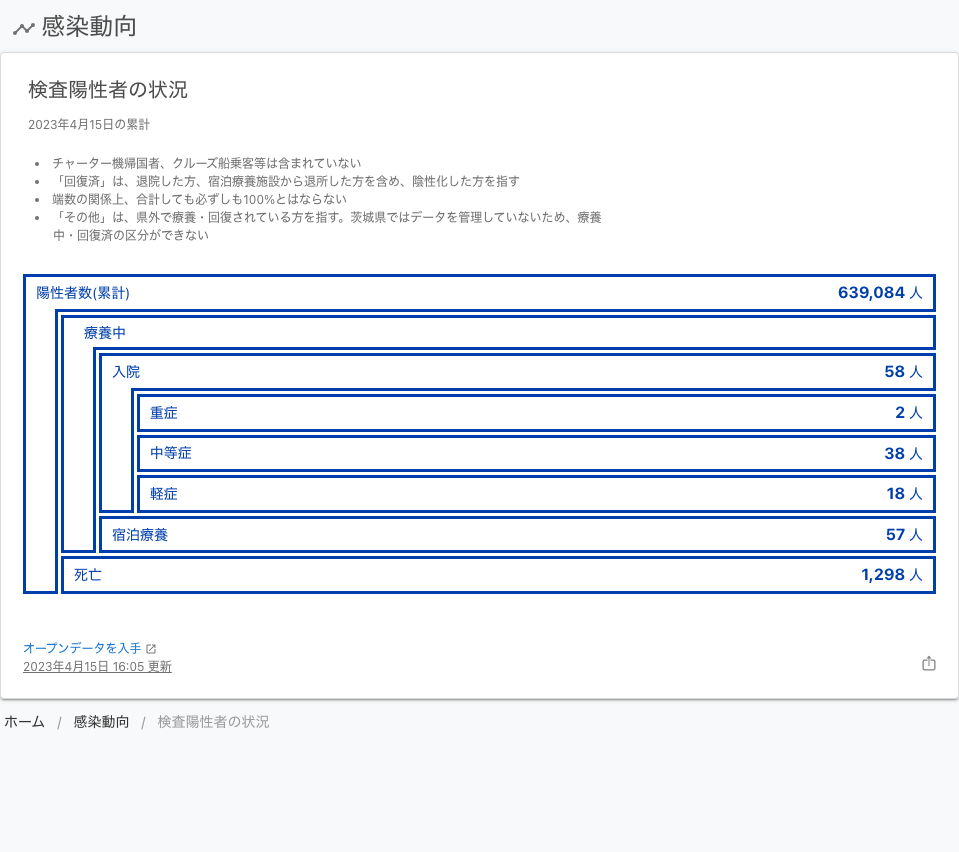 感染動向
検査陽性者の状況
2023年4月15日の累計
チャーター機帰国者、クルーズ船乗客等は含まれていない
「回復済」は、退院した方、宿泊療養施設から退所した方を含め、陰性化した方を指す
端数の関係上、合計しても必ずしも100%とはならない
「その他」は、県外で療養・回復されている方を指す。茨城県ではデータを管理していないため、療養
中・回復済の区分ができない
陽性者数(累計) 639,084 人
療養中
入院 58 人
重症 2 人
中等症 38 人
軽症 18 人
宿泊療養 57 人
死亡 1,298 人
オープンデータを入手
2023年4月15日 16:05 更新
ホーム / 感染動向 / 検査陽性者の状況